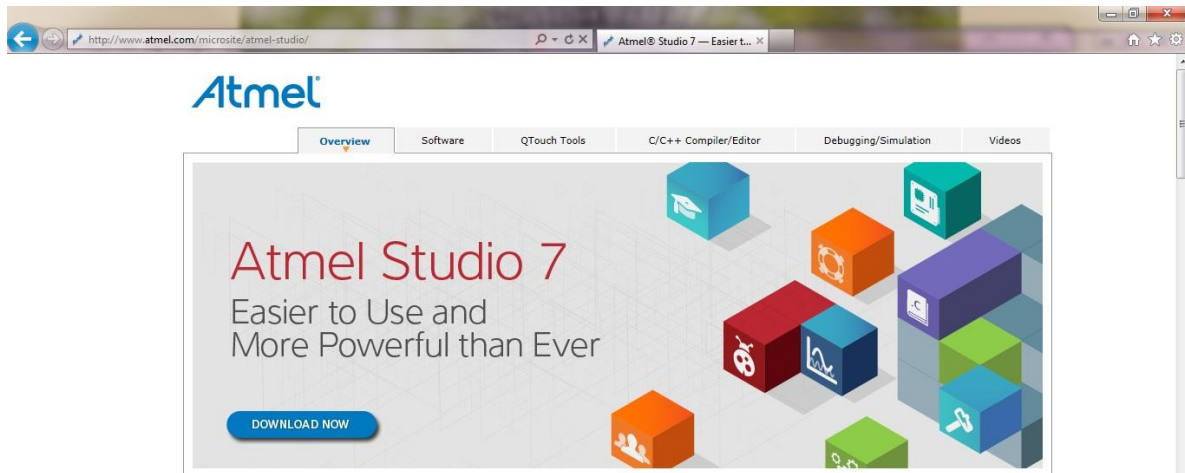 http://www.atmel.com/microsite/atmel-studio/
Atmel® Studio 7 — Easier t...
Atmel
Overview Software QTouch Tools C/C++ Compiler/Editor Debugging/Simulation Videos
Atmel Studio 7
Easier to Use and
More Powerful than Ever
.C
DOWNLOAD NOW